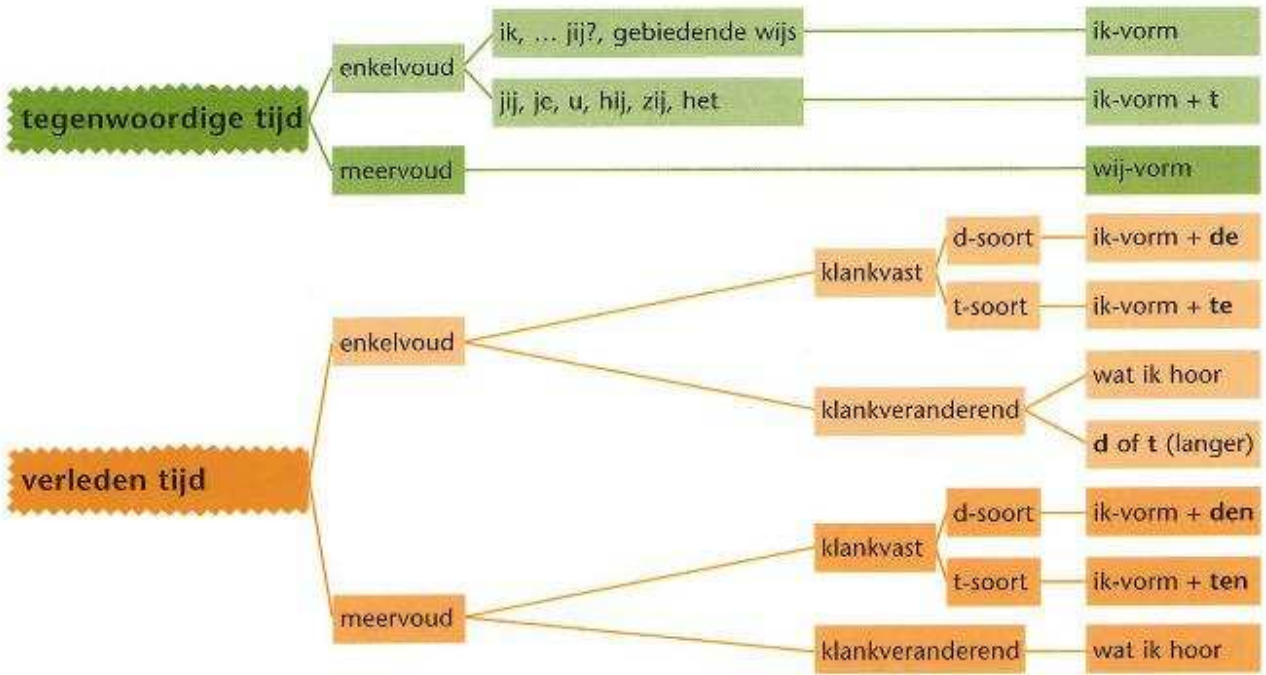 tegenwoordige tijd
enkelvoud
ik, ... jij?, gebiedende wijs
ik-vorm
jij, je, u, hij, zij, het
ik-vorm + t
meervoud
wij-vorm
verleden tijd
enkelvoud
klankvast
d-soort
ik-vorm + de
t-soort
ik-vorm + te
klankveranderend
wat ik hoor
d of t (langer)
meervoud
klankvast
d-soort
ik-vorm + den
t-soort
ik-vorm + ten
klankveranderend
wat ik hoor